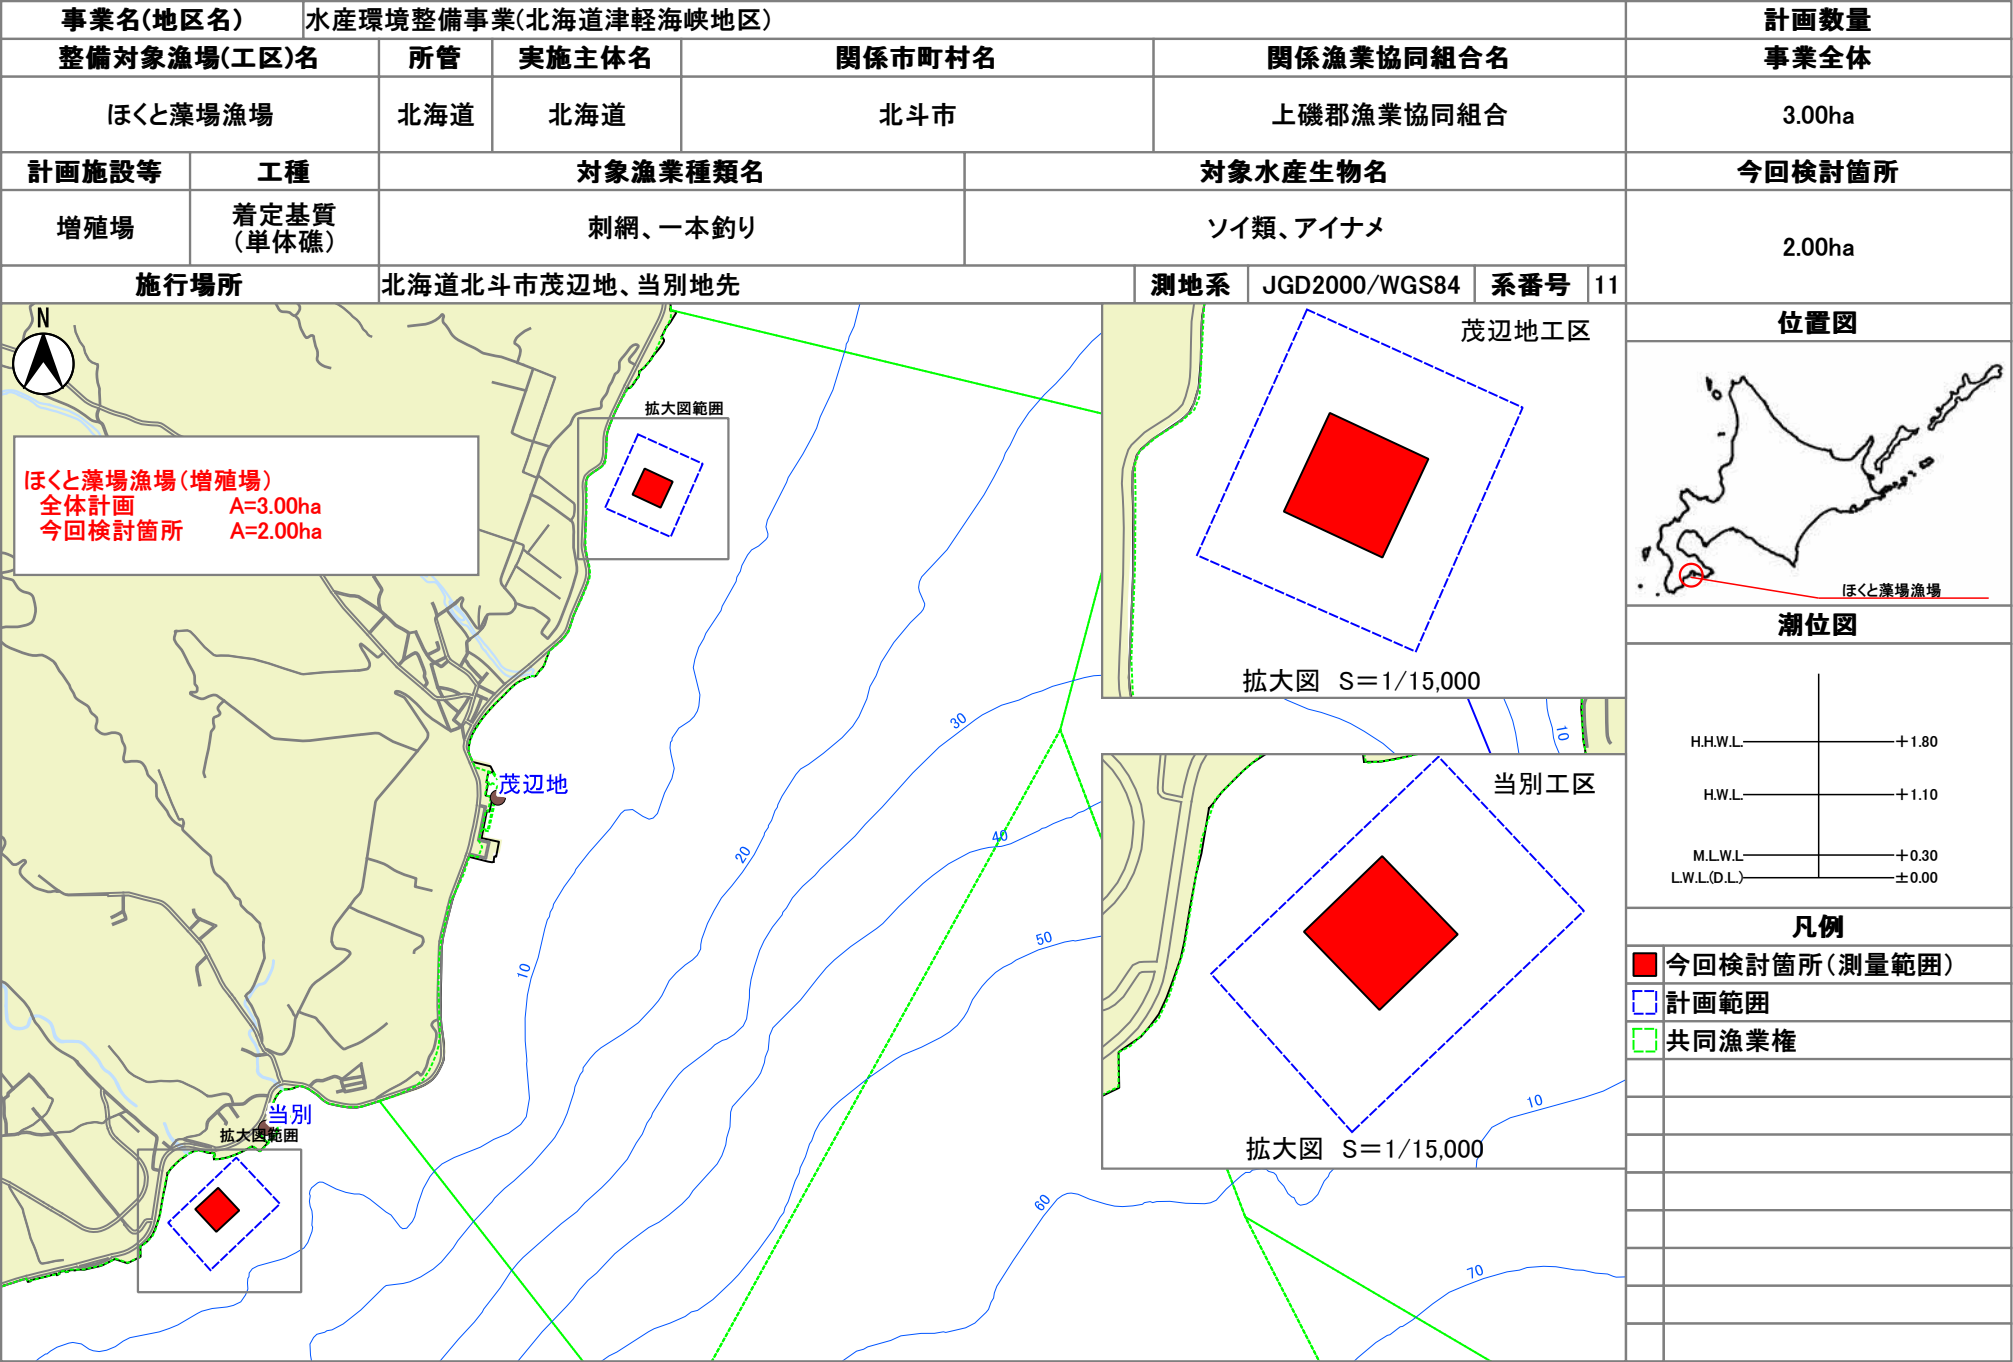 事業名(地区名) 水産環境整備事業(北海道津軽海峡地区) 計画数量
整備対象漁場(工区)名 所管 実施主体名 関係市町村名 関係漁業協同組合名 事業全体
ほくと藻場漁場 北海道 北海道 北斗市 上磯郡漁業協同組合 3.00ha
計画施設等 工種 対象漁業種類名 対象水産生物名 今回検討箇所
増殖場 着定基質 刺網、一本釣り ソイ類、アイナメ 2.00ha
（単体礁）
施行場所 北海道北斗市茂辺地、当別地先 測地系 JGD2000/WGS84 系番号 11
N
拡大図範囲
ほくと藻場漁場（増殖場）
全体計画 A=3.00ha
今回検討箇所 A=2.00ha
茂辺地
当別
拡大図範囲
10
20
30
40
50
60
70
10
10
茂辺地工区
拡大図 S＝1/15,000
当別工区
拡大図 S＝1/15,000
位置図
ほくと藻場漁場
潮位図
H.H.W.L. ＋1.80
H.W.L. ＋1.10
M.L.W.L ＋0.30
L.W.L.(D.L.) ±0.00
凡例
今回検討箇所（測量範囲）
計画範囲
共同漁業権